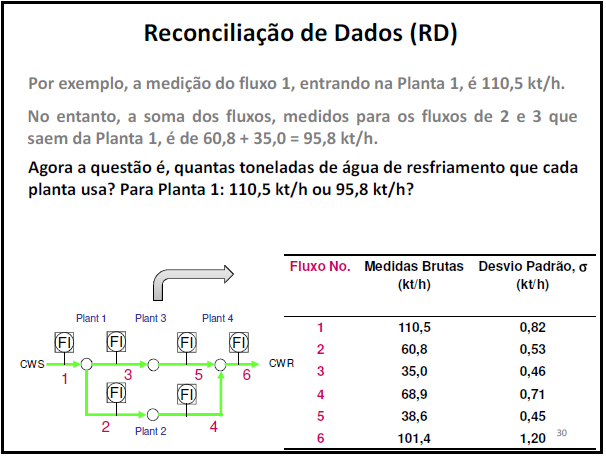 Reconciliação de Dados (RD)
Por exemplo, a medição do fluxo 1, entrando na Planta 1, é 110,5 kt/h.
No entanto, a soma dos fluxos, medidos para os fluxos de 2 e 3 que
saem da Planta 1, é de 60,8 + 35,0 = 95,8 kt/h.
Agora a questão é, quantas toneladas de água de resfriamento que cada
planta usa? Para Planta 1: 110,5 kt/h ou 95,8 kt/h?
Plant 1 Plant 3 Plant 4
FI FI FI FI
CWS CWR
1 3 5 6
FI FI
2 4
Plant 2
Fluxo No. Medidas Brutas Desvio Padrão, σ
(kt/h) (kt/h)
1 110,5 0,82
2 60,8 0,53
3 35,0 0,46
4 68,9 0,71
5 38,6 0,45
6 101,4 1,20
30